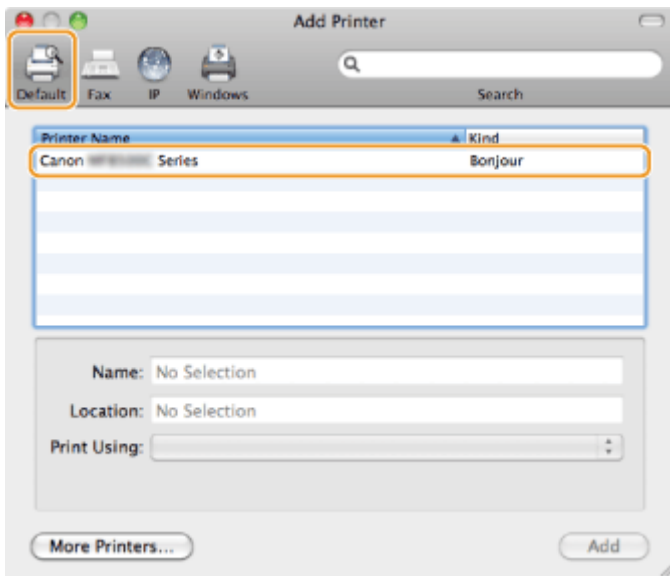 Add Printer
Default Fax IP Windows Search
Printer Name Kind
Canon Series Bonjour
Name: No Selection
Location: No Selection
Print Using:
More Printers... Add